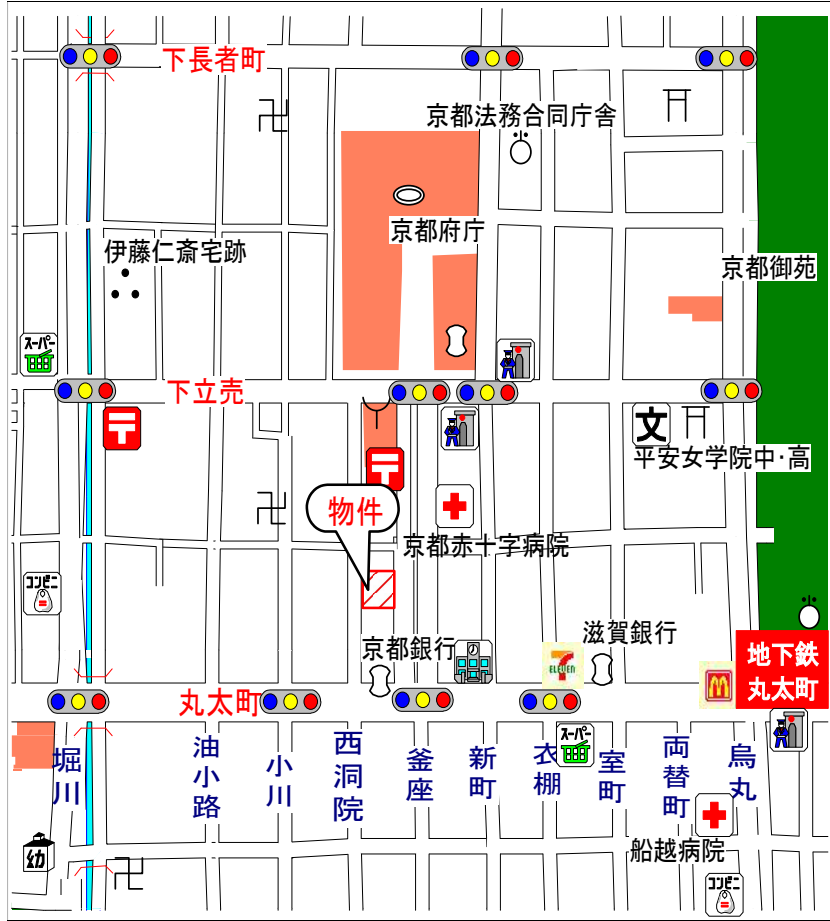 下長者町
京都法務合同庁舎
京都府庁
伊藤仁斎宅跡
京都御苑
スーパー
下立売
文
平安女学院中・高
物件
京都赤十字病院
コンビニ
京都銀行
滋賀銀行
7
ELEVEN
地下鉄
丸太町
丸太町
堀川
油小路
小川
西洞院
釜座
新町
衣棚
スーパー
室町
両替町
烏丸
幼
船越病院
コンビニ